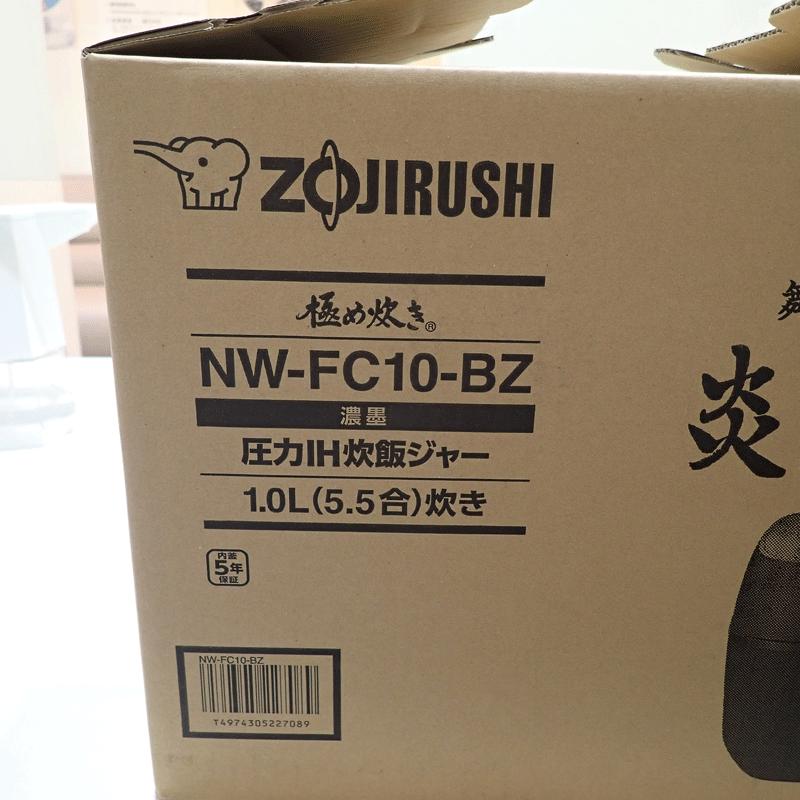 ZOJIRUSHI
極め炊き®
NW-FC10-BZ
濃墨
圧力IH炊飯ジャー
1.0L(5.5合)炊き
内釜
5年
保証
NW-FC10-BZ
T4974305227089
炎